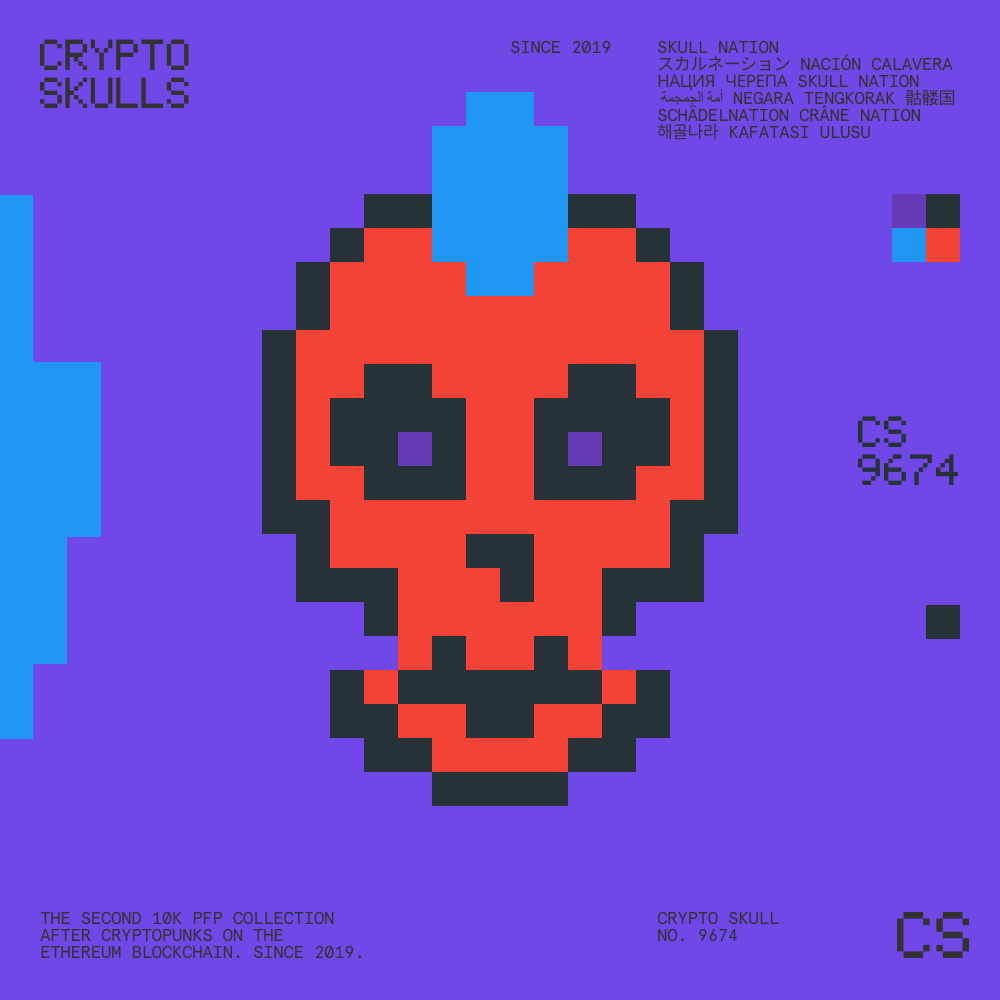 CRYPTO
SKULLS
SINCE 2019
SKULL NATION
スカルネーション NACIÓN CALAVERA
НАЦИЯ ЧЕРЕПА SKULL NATION
أمة الجمجمة NEGARA TENGKORAK 骷髅国
SCHÄDELNATION CRÂNE NATION
해골나라 KAFATASI ULUSU
CS
9674
THE SECOND 10K PFP COLLECTION
AFTER CRYPTOPUNKS ON THE
ETHEREUM BLOCKCHAIN. SINCE 2019.
CRYPTO SKULL
NO. 9674
CS